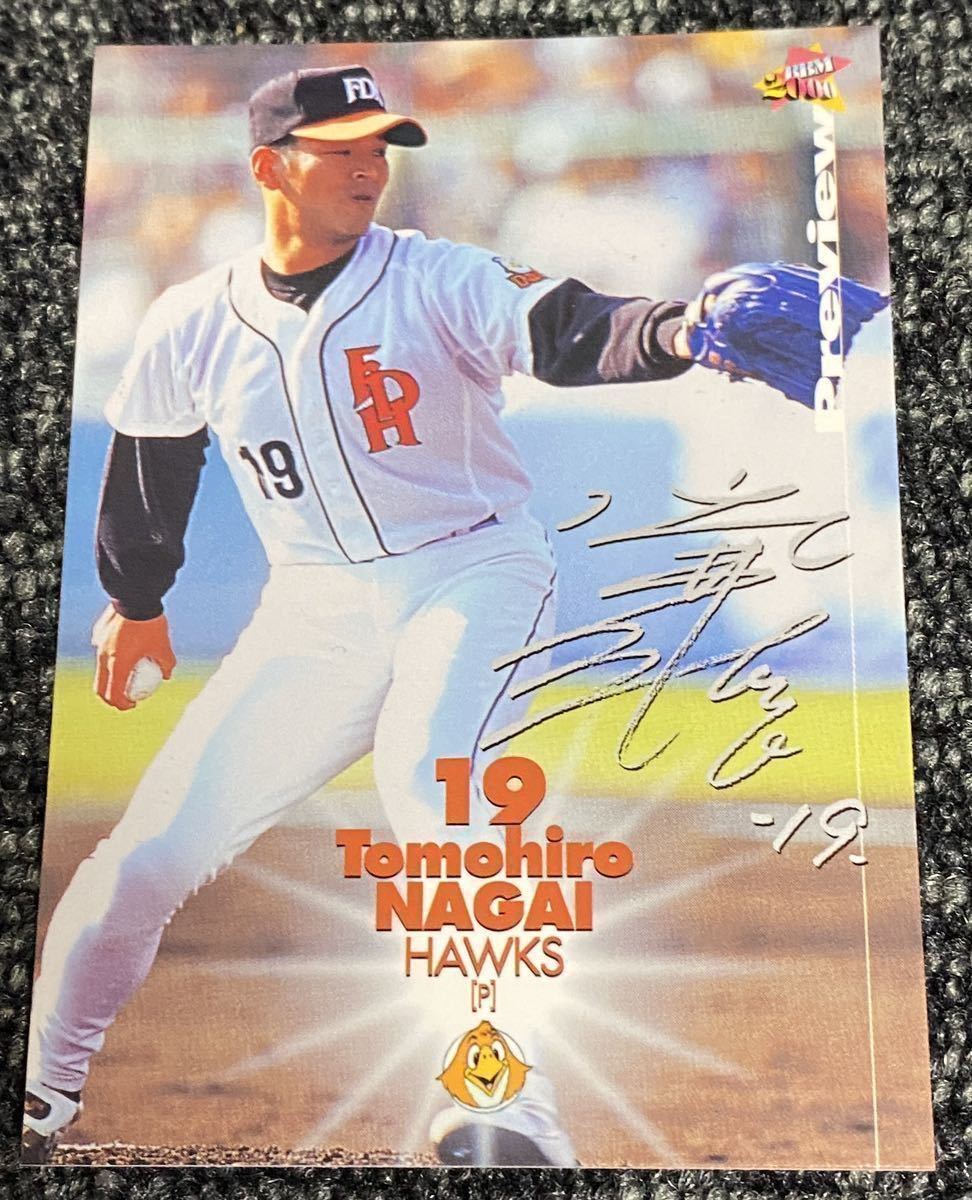 BBM
2000
Preview
FDH
FDH
19
19.
19
Tomohiro
NAGAI
HAWKS
[P]